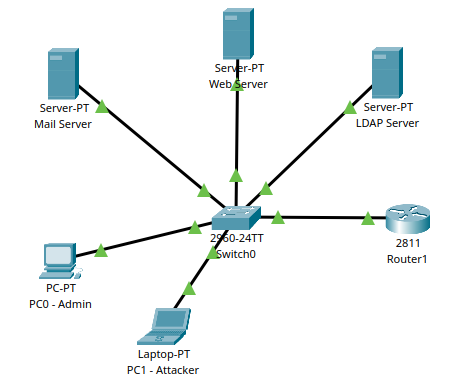 Server-PT
Web Server
Server-PT
Mail Server
Server-PT
LDAP Server
2960-24TT
Switch0
2811
Router1
PC-PT
PC0 - Admin
Laptop-PT
PC1 - Attacker